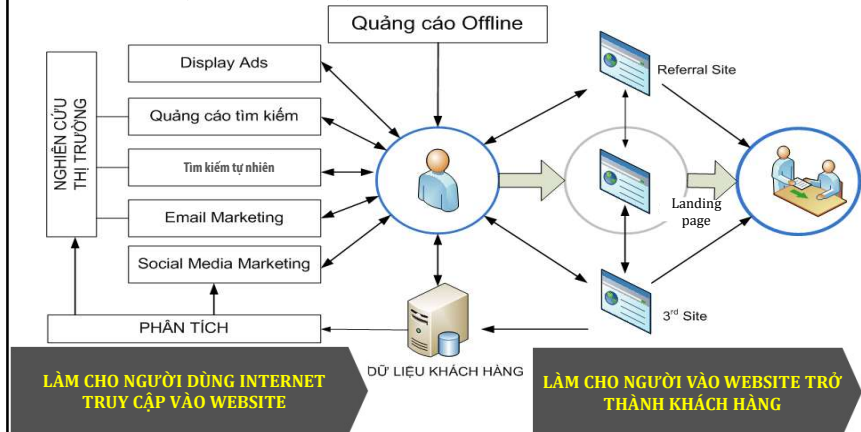 Quảng cáo Offline
Display Ads
Quảng cáo tìm kiếm
Tìm kiếm tự nhiên
Email Marketing
Social Media Marketing
NGHIÊN CỨU
THỊ TRƯỜNG
PHÂN TÍCH
DỮ LIỆU KHÁCH HÀNG
Referral Site
Landing
page
3rd Site
LÀM CHO NGƯỜI DÙNG INTERNET
TRUY CẬP VÀO WEBSITE
LÀM CHO NGƯỜI VÀO WEBSITE TRỞ
THÀNH KHÁCH HÀNG